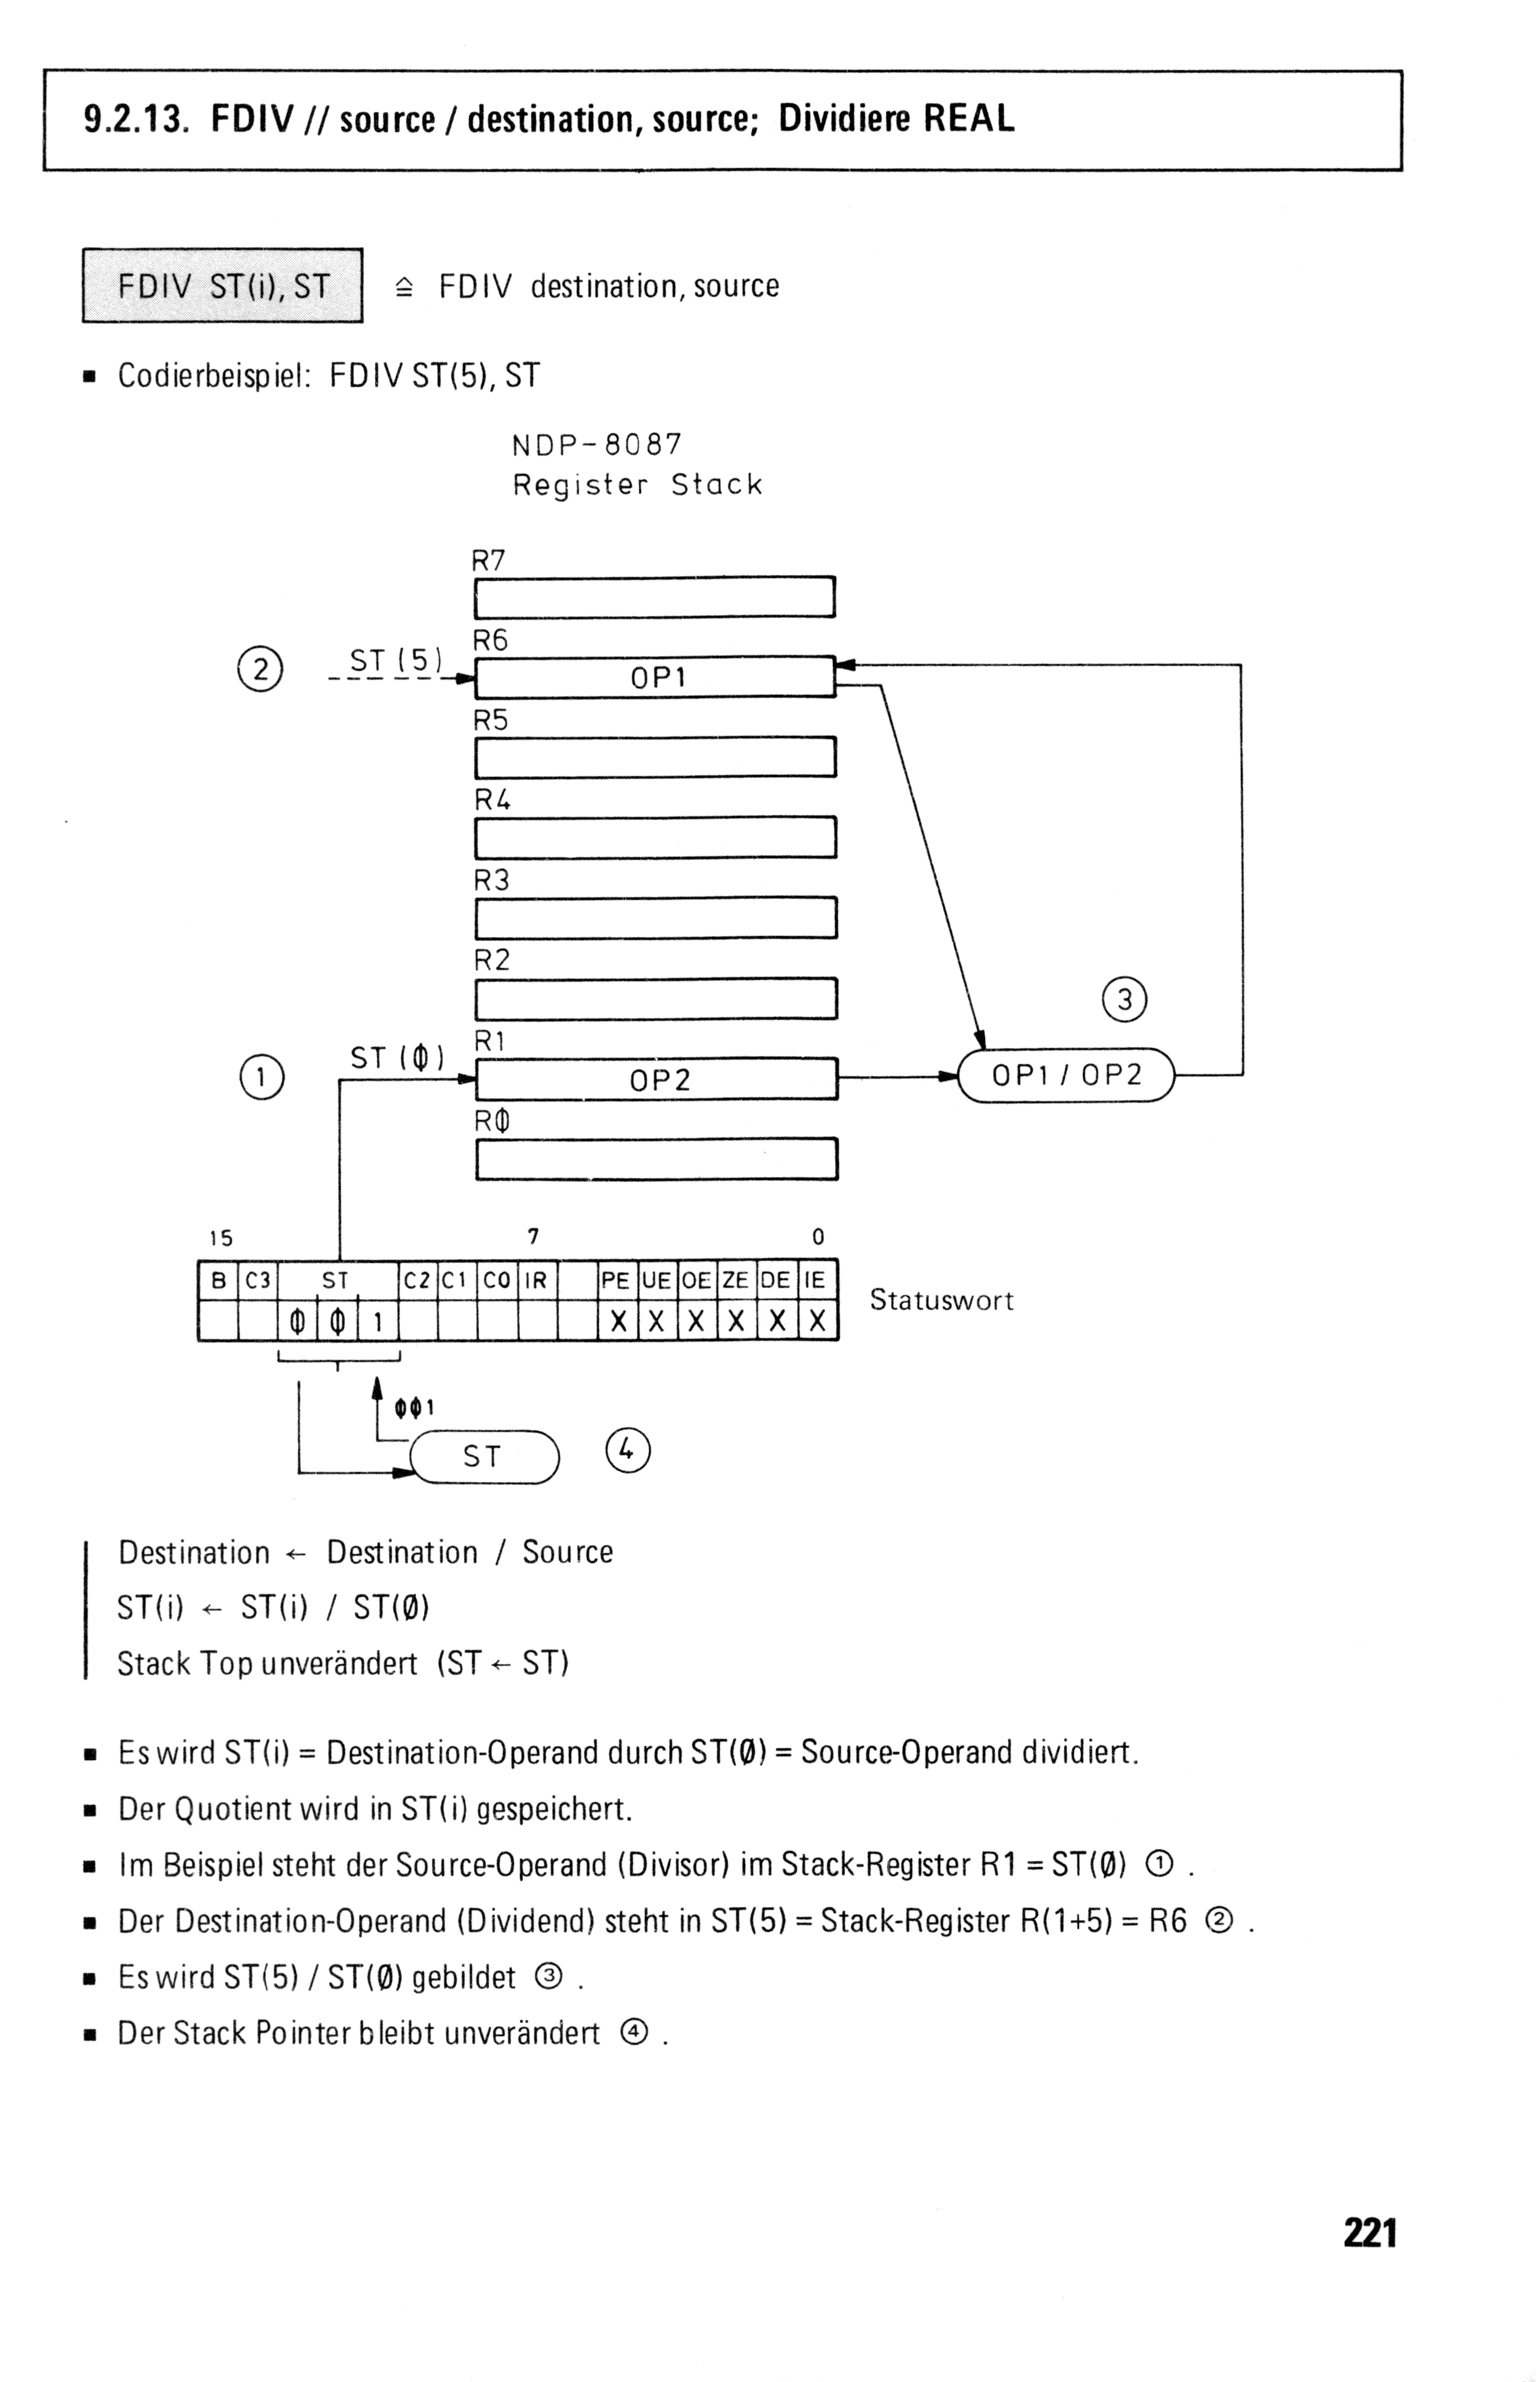 9.2.13. FDIV // source / destination, source; Dividiere REAL
FDIV ST(i), ST ≙ FDIV destination, source
▪ Codierbeispiel: FDIV ST(5), ST
NDP-8087
Register Stack
R7
R6
② ST(5) OP1
R5
R4
R3
R2
③
R1
① ST(0) OP2 OP1 / OP2
R0
15 7 0
B C3 ST C2 C1 C0 IR PE UE OE ZE DE IE
Statuswort
0 0 1 X X X X X X
001
ST ④
Destination ← Destination / Source
ST(i) ← ST(i) / ST(Ø)
Stack Top unverändert (ST ← ST)
▪ Es wird ST(i) = Destination-Operand durch ST(Ø) = Source-Operand dividiert.
▪ Der Quotient wird in ST(i) gespeichert.
▪ Im Beispiel steht der Source-Operand (Divisor) im Stack-Register R1 = ST(Ø) ① .
▪ Der Destination-Operand (Dividend) steht in ST(5) = Stack-Register R(1+5) = R6 ② .
▪ Es wird ST(5) / ST(Ø) gebildet ③ .
▪ Der Stack Pointer bleibt unverändert ④ .
221